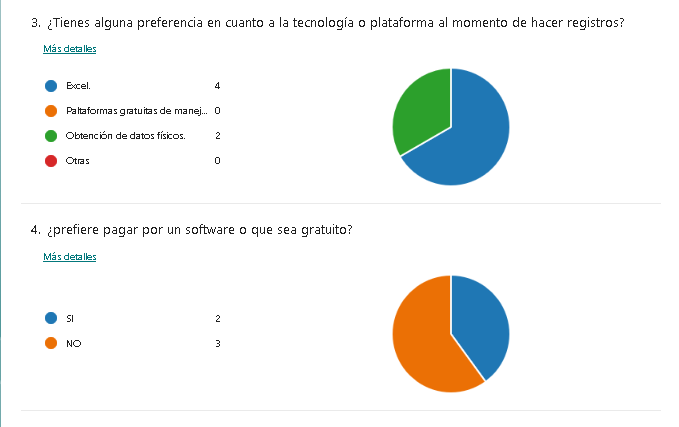 3. ¿Tienes alguna preferencia en cuanto a la tecnología o plataforma al momento de hacer registros?
Más detalles
Excel. 4
Paltaformas gratuitas de manej... 0
Obtención de datos físicos. 2
Otras 0
4. ¿prefiere pagar por un software o que sea gratuito?
Más detalles
SI 2
NO 3